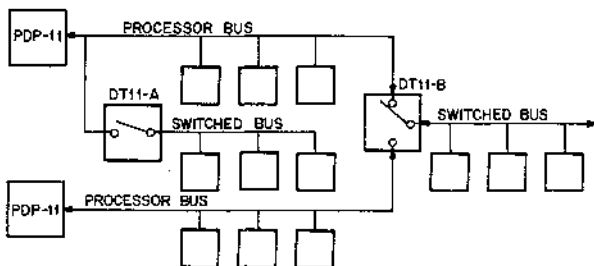 PROCESSOR BUS
PDP-11
DT11-B
DT11-A
SWITCHED BUS
SWITCHED BUS
PROCESSOR BUS
PDP-11